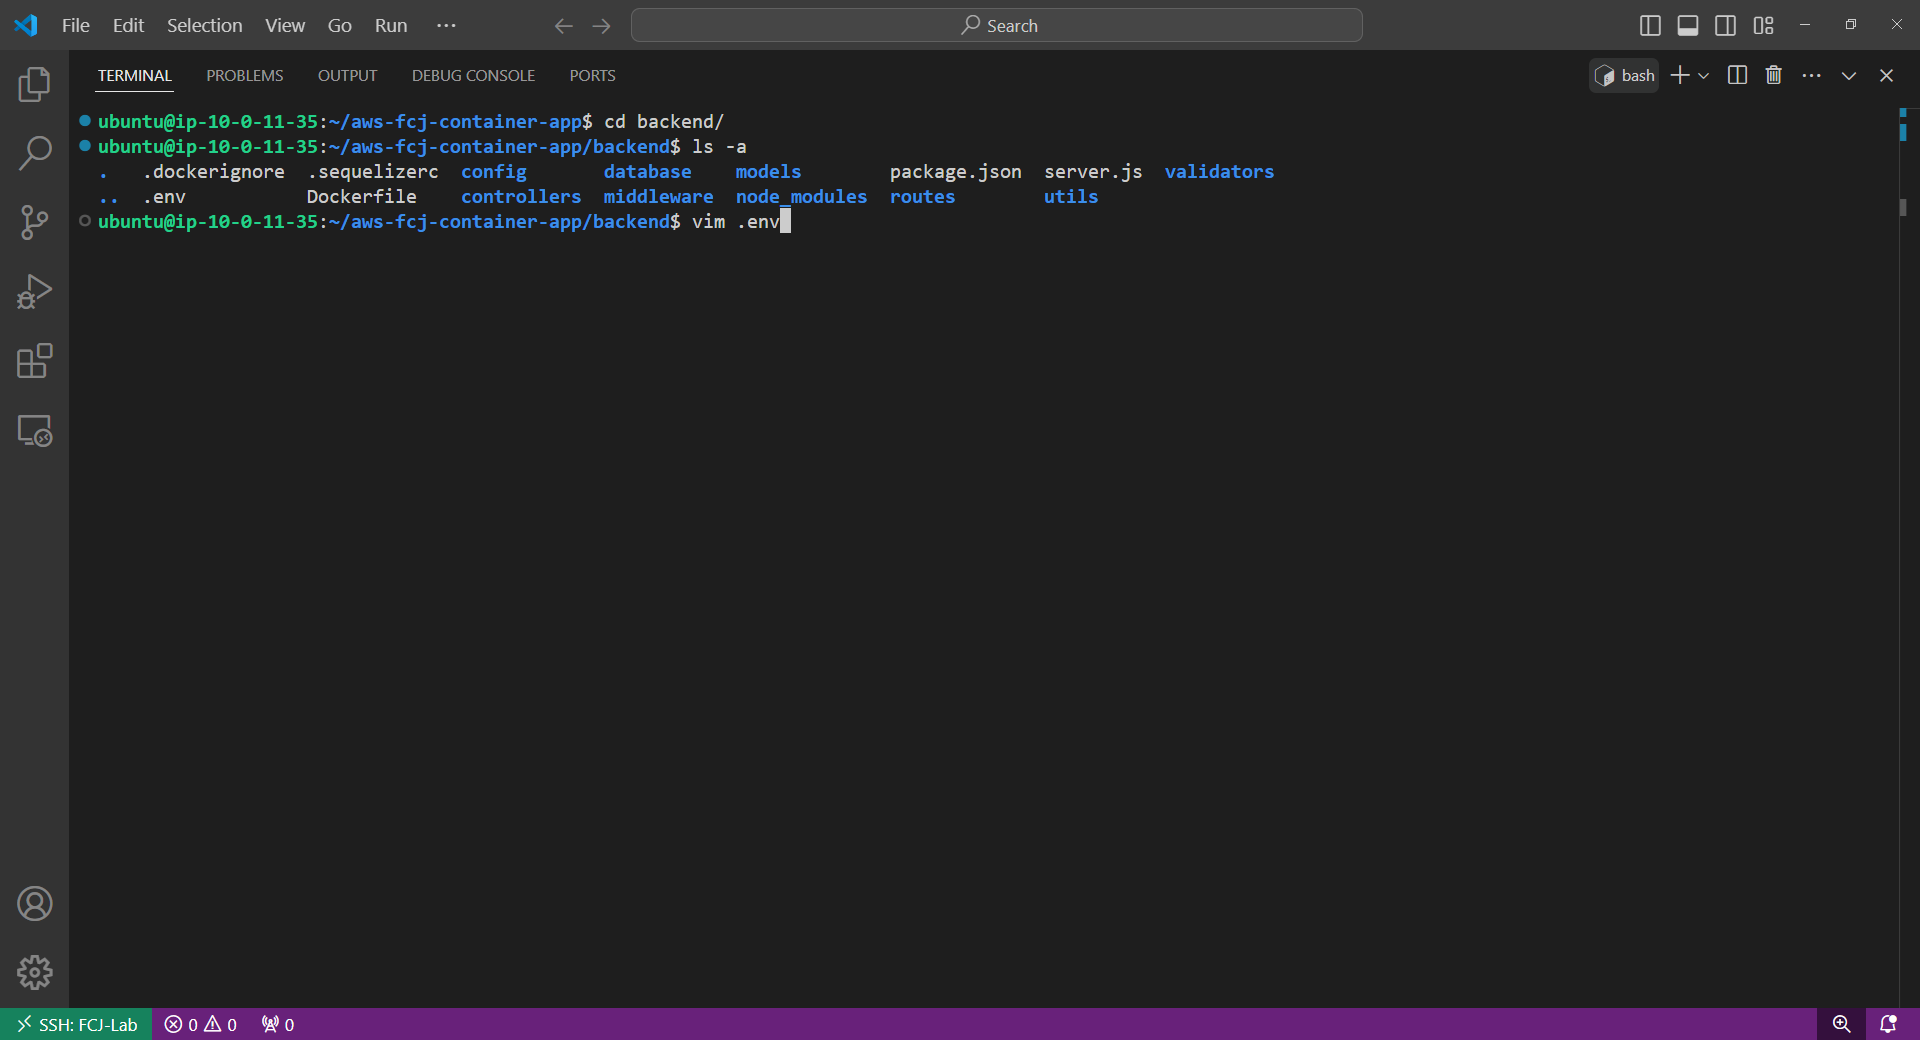 File Edit Selection View Go Run ··· Search
TERMINAL PROBLEMS OUTPUT DEBUG CONSOLE PORTS bash
ubuntu@ip-10-0-11-35:~/aws-fcj-container-app$ cd backend/
ubuntu@ip-10-0-11-35:~/aws-fcj-container-app/backend$ ls -a
. .dockerignore .sequelizerc config database models package.json server.js validators
.. .env Dockerfile controllers middleware node_modules routes utils
ubuntu@ip-10-0-11-35:~/aws-fcj-container-app/backend$ vim .env
SSH: FCJ-Lab 0 0 0